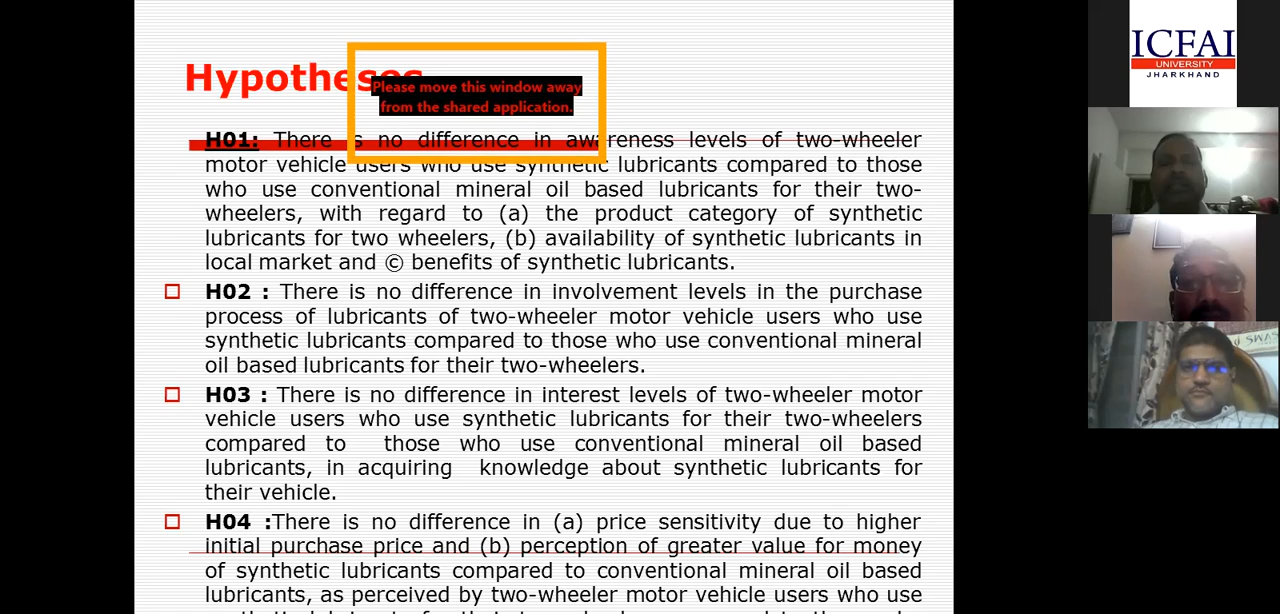 Hypotheses
Please move this window away
from the shared application.
H01: There is no difference in awareness levels of two-wheeler
motor vehicle users who use synthetic lubricants compared to those
who use conventional mineral oil based lubricants for their two-
wheelers, with regard to (a) the product category of synthetic
lubricants for two wheelers, (b) availability of synthetic lubricants in
local market and © benefits of synthetic lubricants.
H02 : There is no difference in involvement levels in the purchase
process of lubricants of two-wheeler motor vehicle users who use
synthetic lubricants compared to those who use conventional mineral
oil based lubricants for their two-wheelers.
H03 : There is no difference in interest levels of two-wheeler motor
vehicle users who use synthetic lubricants for their two-wheelers
compared to those who use conventional mineral oil based
lubricants, in acquiring knowledge about synthetic lubricants for
their vehicle.
H04 :There is no difference in (a) price sensitivity due to higher
initial purchase price and (b) perception of greater value for money
of synthetic lubricants compared to conventional mineral oil based
lubricants, as perceived by two-wheeler motor vehicle users who use
ICFAI
UNIVERSITY
JHARKHAND